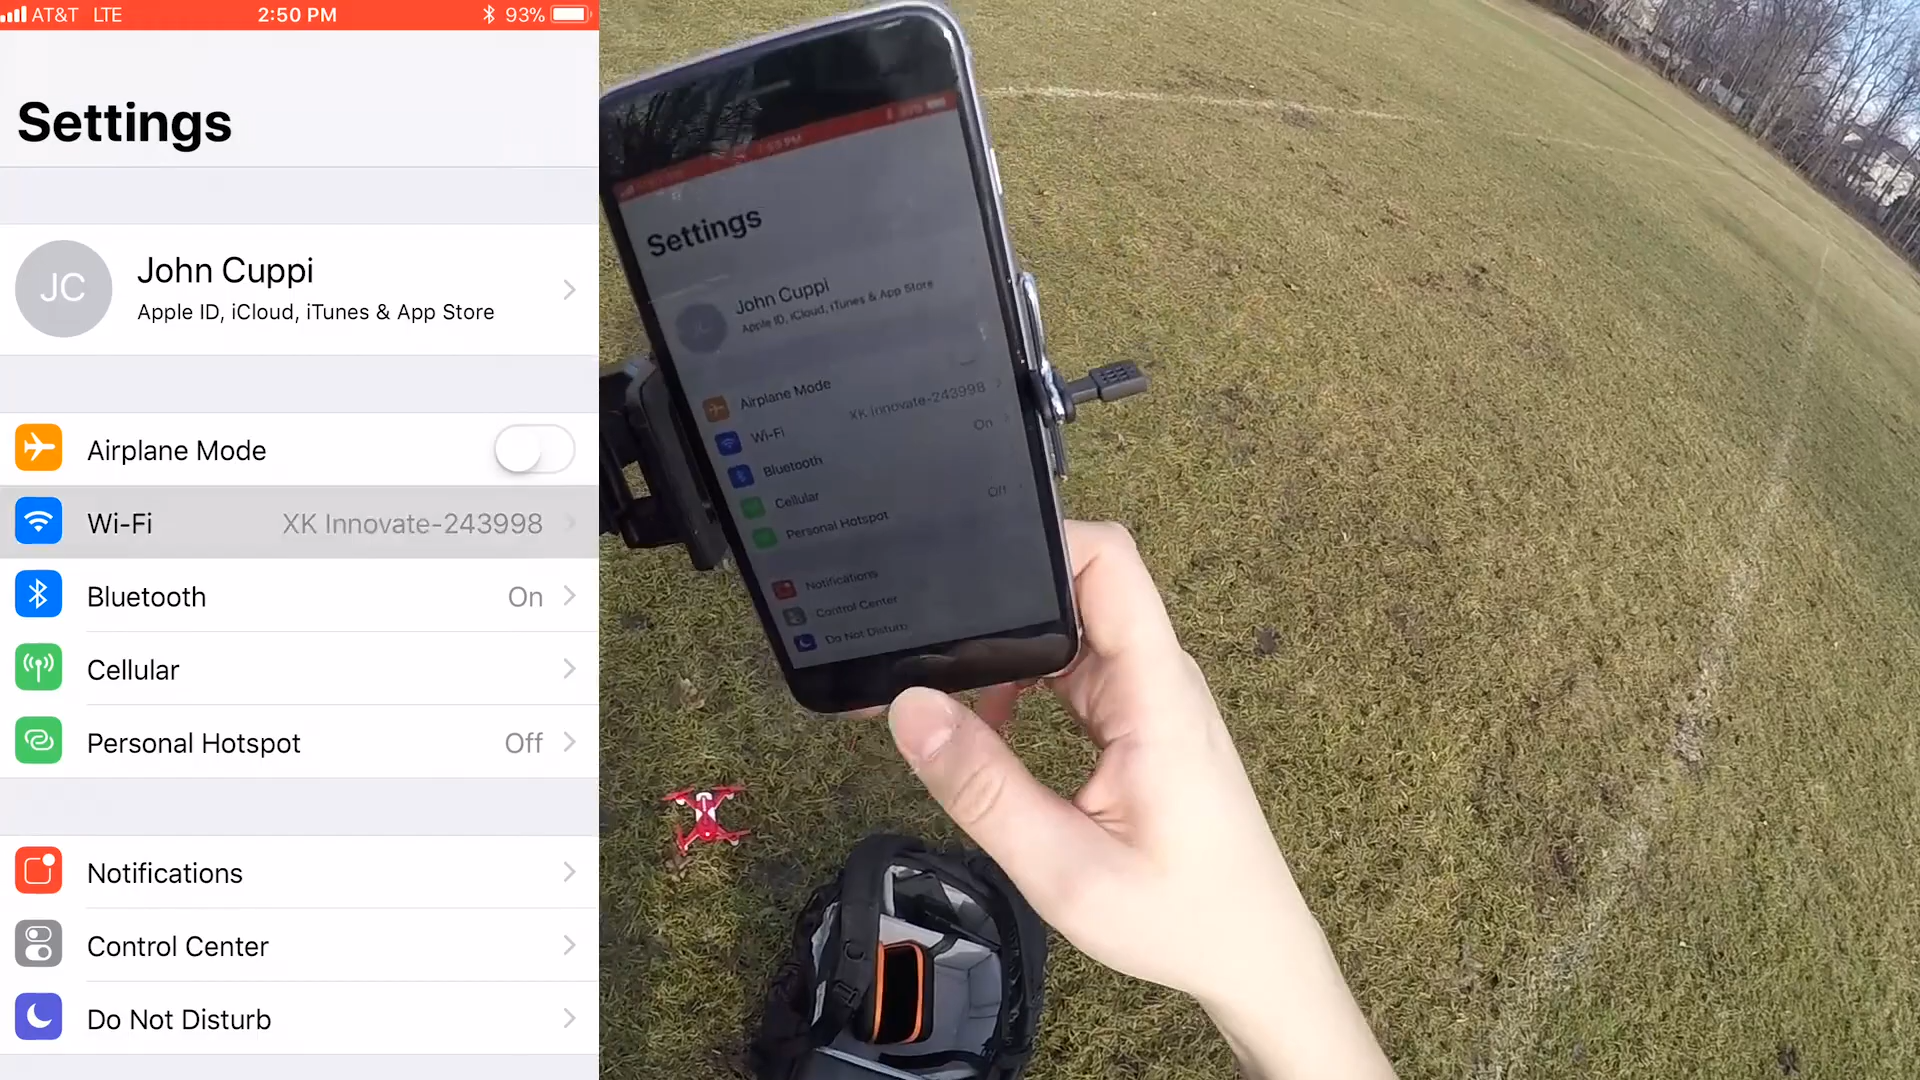 AT&T LTE 2:50 PM 93%
Settings
JC
John Cuppi
Apple ID, iCloud, iTunes & App Store
Airplane Mode
Wi-Fi XK Innovate-243998
Bluetooth On
Cellular
Personal Hotspot Off
Notifications
Control Center
Do Not Disturb
Settings
John Cuppi
Apple ID, iCloud, iTunes & App Store
Airplane Mode
Wi-Fi XK Innovate-243998
Bluetooth On
Cellular
Personal Hotspot Off
Notifications
Control Center
Do Not Disturb